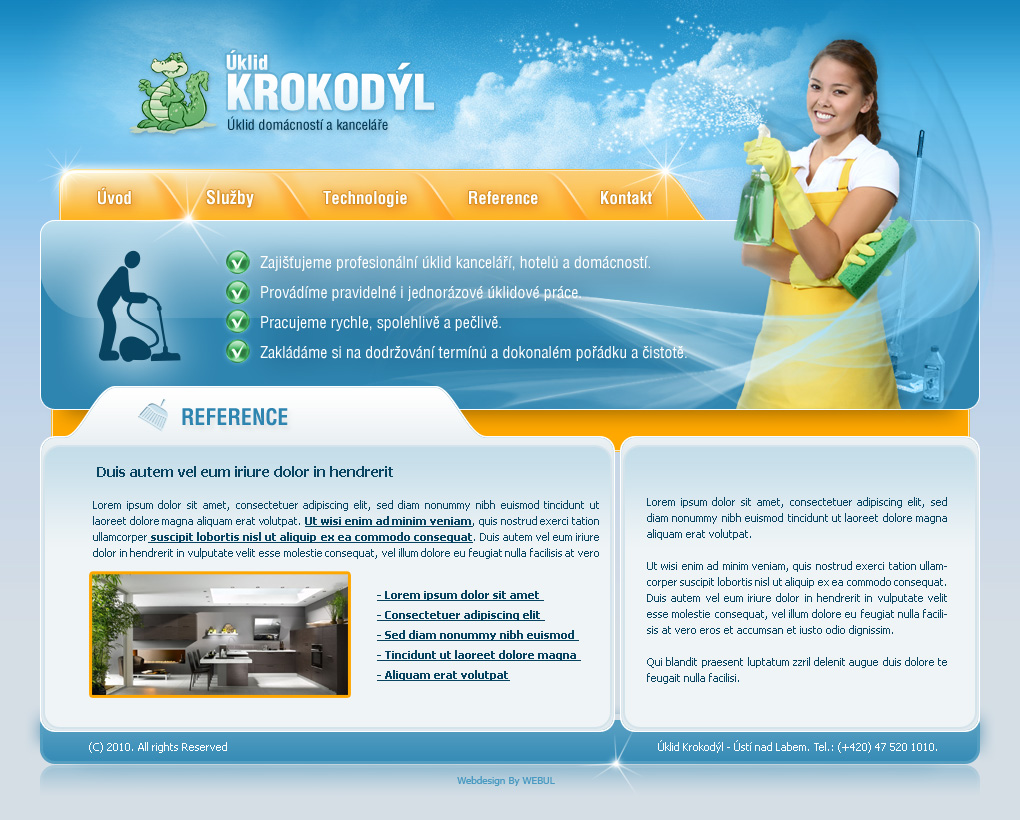 Úklid
KROKODÝL
Úklid domácností a kanceláře
Úvod
Služby
Technologie
Reference
Kontakt
Zajišťujeme profesionální úklid kanceláří, hotelů a domácností.
Provádíme pravidelné i jednorázové úklidové práce.
Pracujeme rychle, spolehlivě a pečlivě.
Zakládáme si na dodržování termínů a dokonalém pořádku a čistotě.
REFERENCE
Duis autem vel eum iriure dolor in hendrerit
Lorem ipsum dolor sit amet, consectetuer adipiscing elit, sed diam nonummy nibh euismod tincidunt ut
laoreet dolore magna aliquam erat volutpat. Ut wisi enim ad minim veniam, quis nostrud exerci tation
ullamcorper suscipit lobortis nisl ut aliquip ex ea commodo consequat. Duis autem vel eum iriure
dolor in hendrerit in vulputate velit esse molestie consequat, vel illum dolore eu feugiat nulla facilisis at vero
- Lorem ipsum dolor sit amet
- Consectetuer adipiscing elit
- Sed diam nonummy nibh euismod
- Tincidunt ut laoreet dolore magna
- Aliquam erat volutpat
Lorem ipsum dolor sit amet, consectetuer adipiscing elit, sed
diam nonummy nibh euismod tincidunt ut laoreet dolore magna
aliquam erat volutpat.
Ut wisi enim ad minim veniam, quis nostrud exerci tation ullam-
corper suscipit lobortis nisl ut aliquip ex ea commodo consequat.
Duis autem vel eum iriure dolor in hendrerit in vulputate velit
esse molestie consequat, vel illum dolore eu feugiat nulla facili-
sis at vero eros et accumsan et iusto odio dignissim.
Qui blandit praesent luptatum zzril delenit augue duis dolore te
feugait nulla facilisi.
(C) 2010. All rights Reserved
Úklid Krokodýl - Ústí nad Labem. Tel.: (+420) 47 520 1010.
Webdesign By WEBUL